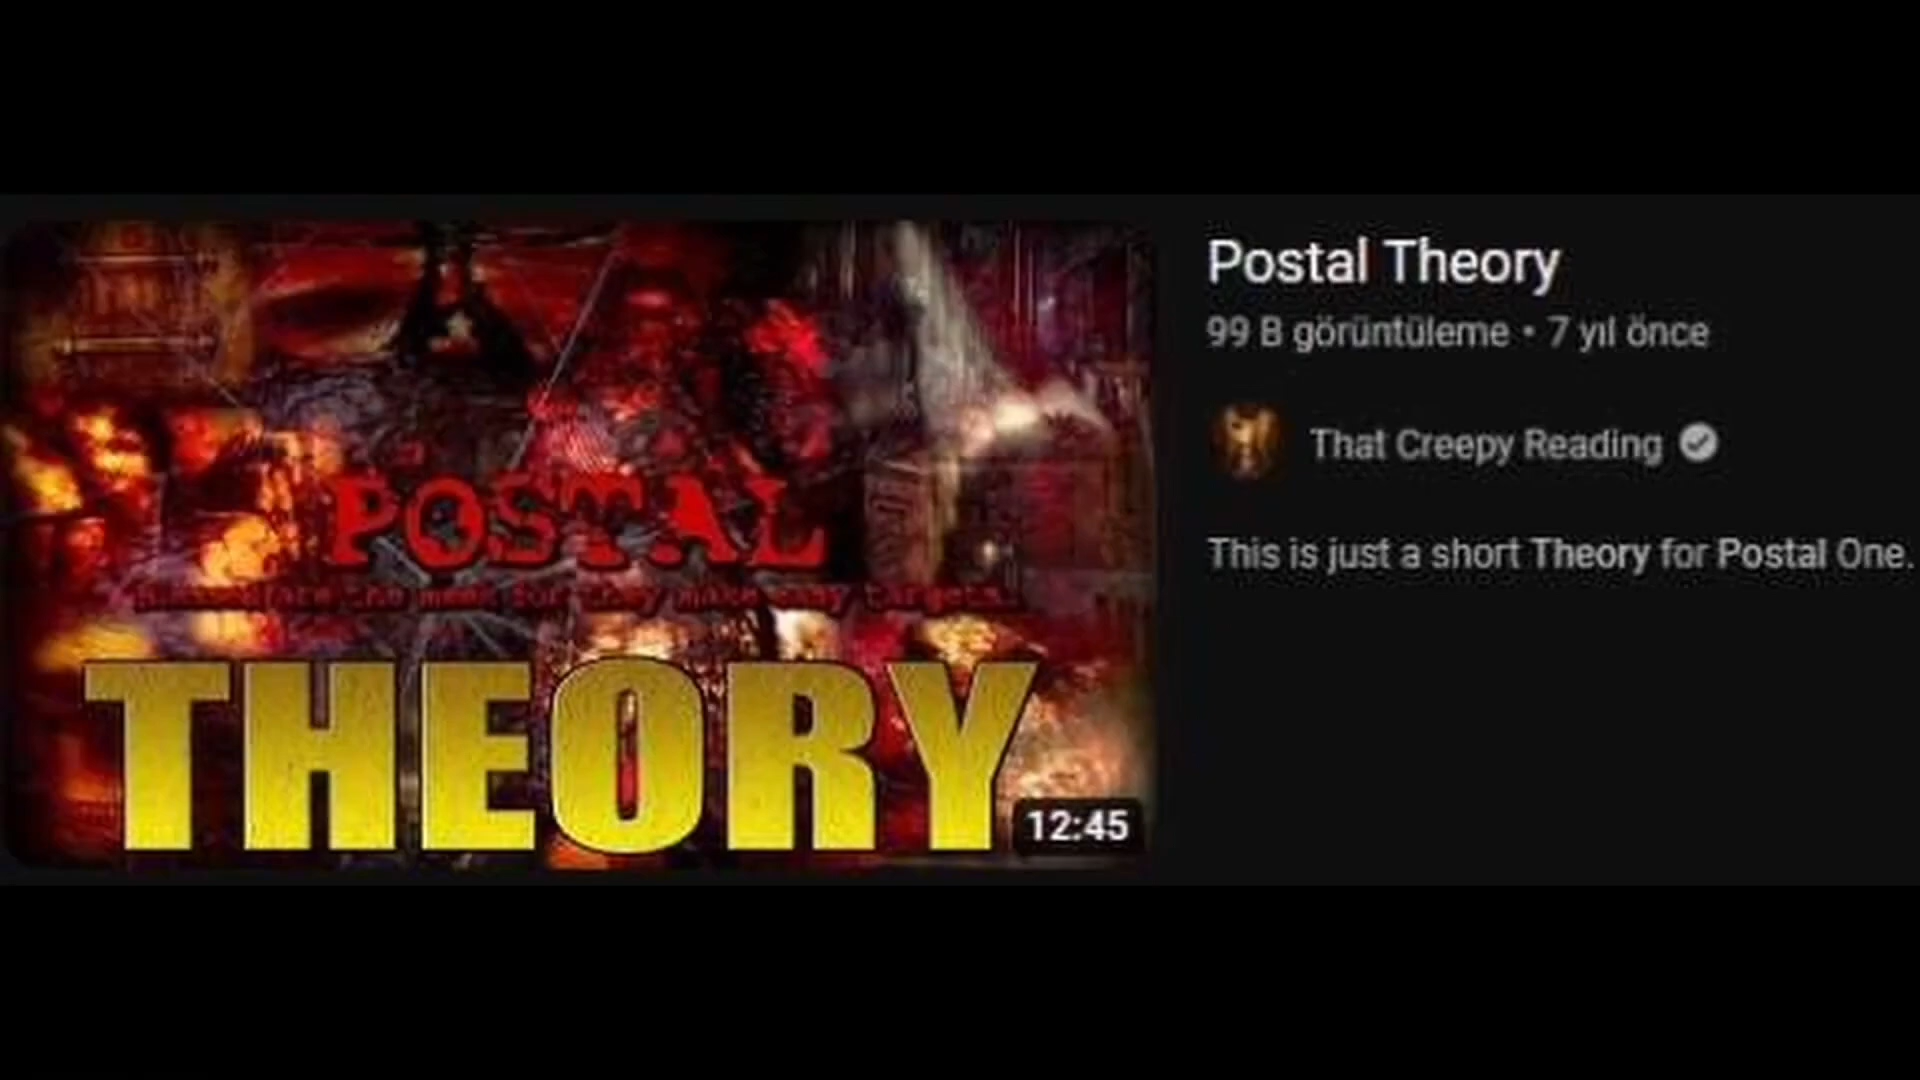 POSTAL
THEORY
12:45
Postal Theory
99 B görüntüleme • 7 yıl önce
That Creepy Reading
This is just a short Theory for Postal One.